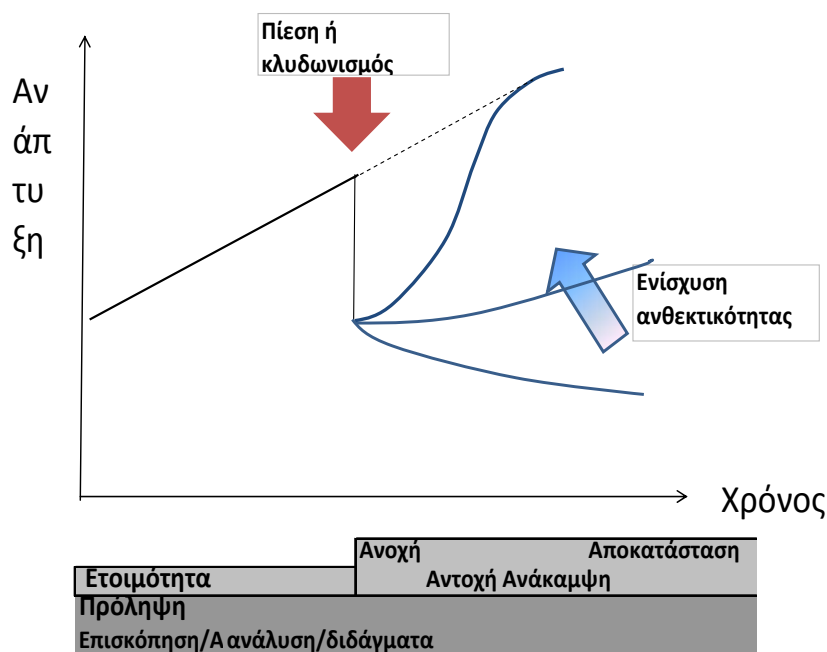 Πίεση ή
κλυδωνισμός
Αν
άπ
τυ
ξη
Ενίσχυση
ανθεκτικότητας
Χρόνος
Ανοχή Αποκατάσταση
Ετοιμότητα Αντοχή Ανάκαμψη
Πρόληψη
Επισκόπηση/Α ανάλυση/διδάγματα